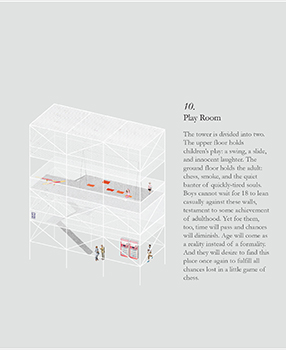 10.
Play Room
The tower is divided into two.
The upper floor holds
children's play: a swing, a slide,
and innocent laughter. The
ground floor holds the adult:
chess, smoke, and the quiet
banter of quickly-tired souls.
Boys cannot wait for 18 to lean
casually against these walls,
testament to some achievement
of adulthood. Yet for them,
too, time will pass and chances
will diminish. Age will come as
a reality instead of a formality.
And they will desire to find this
place once again to fulfill all
chances lost in a little game of
chess.